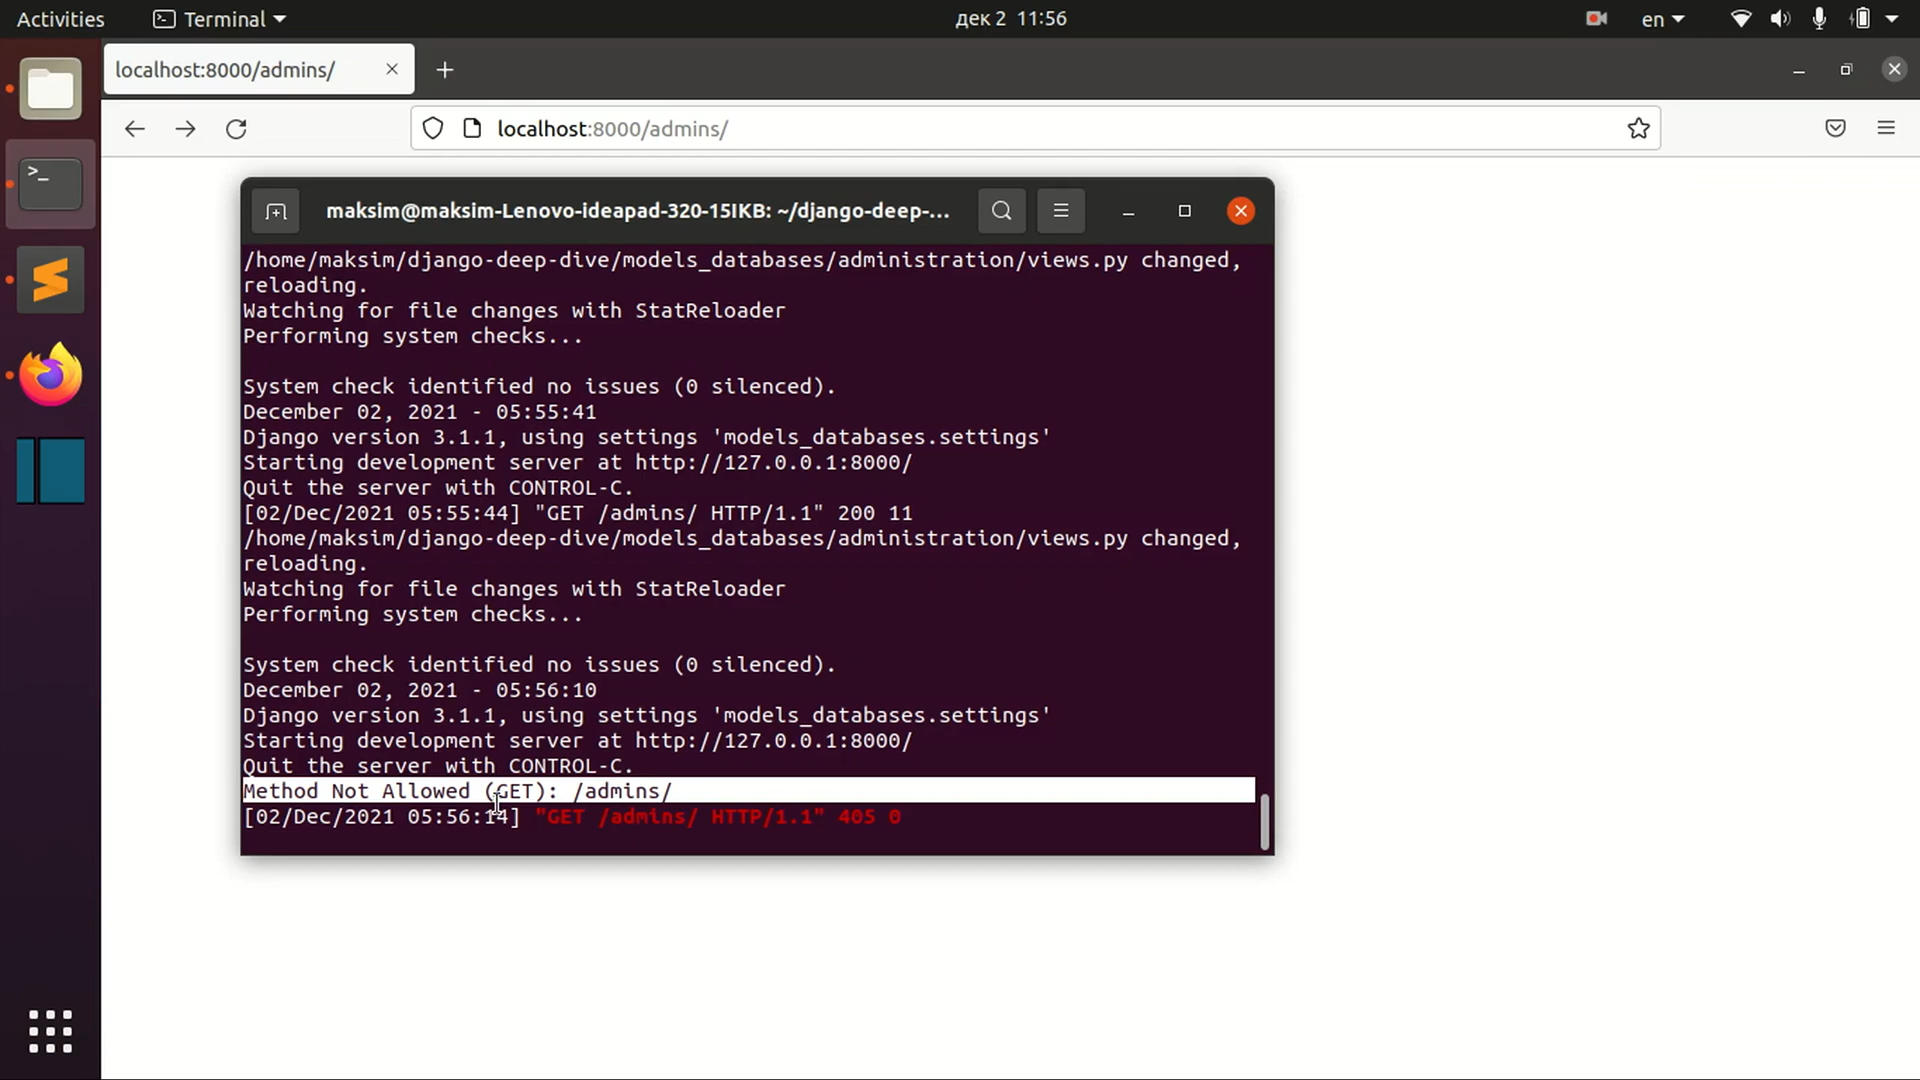 Activities
Terminal
дек 2 11:56
en
localhost:8000/admins/
localhost:8000/admins/
maksim@maksim-Lenovo-ideapad-320-15IKB: ~/django-deep-...
/home/maksim/django-deep-dive/models_databases/administration/views.py changed,
reloading.
Watching for file changes with StatReloader
Performing system checks...
System check identified no issues (0 silenced).
December 02, 2021 - 05:55:41
Django version 3.1.1, using settings 'models_databases.settings'
Starting development server at http://127.0.0.1:8000/
Quit the server with CONTROL-C.
[02/Dec/2021 05:55:44] "GET /admins/ HTTP/1.1" 200 11
/home/maksim/django-deep-dive/models_databases/administration/views.py changed,
reloading.
Watching for file changes with StatReloader
Performing system checks...
System check identified no issues (0 silenced).
December 02, 2021 - 05:56:10
Django version 3.1.1, using settings 'models_databases.settings'
Starting development server at http://127.0.0.1:8000/
Quit the server with CONTROL-C.
Method Not Allowed (GET): /admins/
[02/Dec/2021 05:56:14] "GET /admins/ HTTP/1.1" 405 0